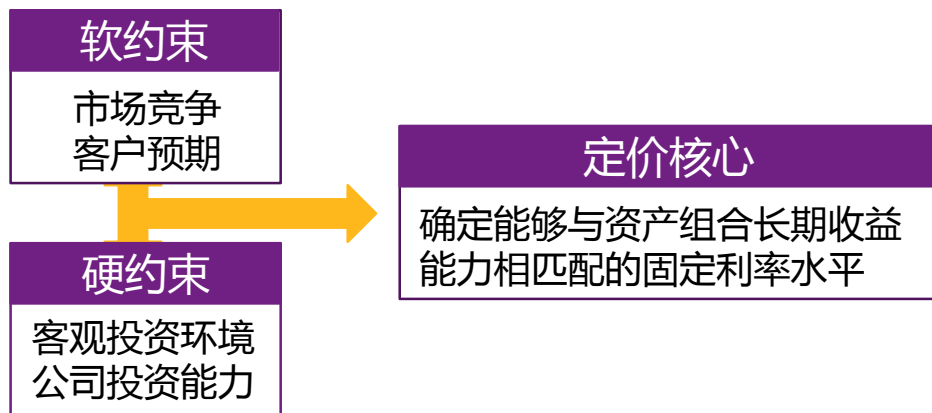 软约束
市场竞争
客户预期
硬约束
客观投资环境
公司投资能力
定价核心
确定能够与资产组合长期收益
能力相匹配的固定利率水平